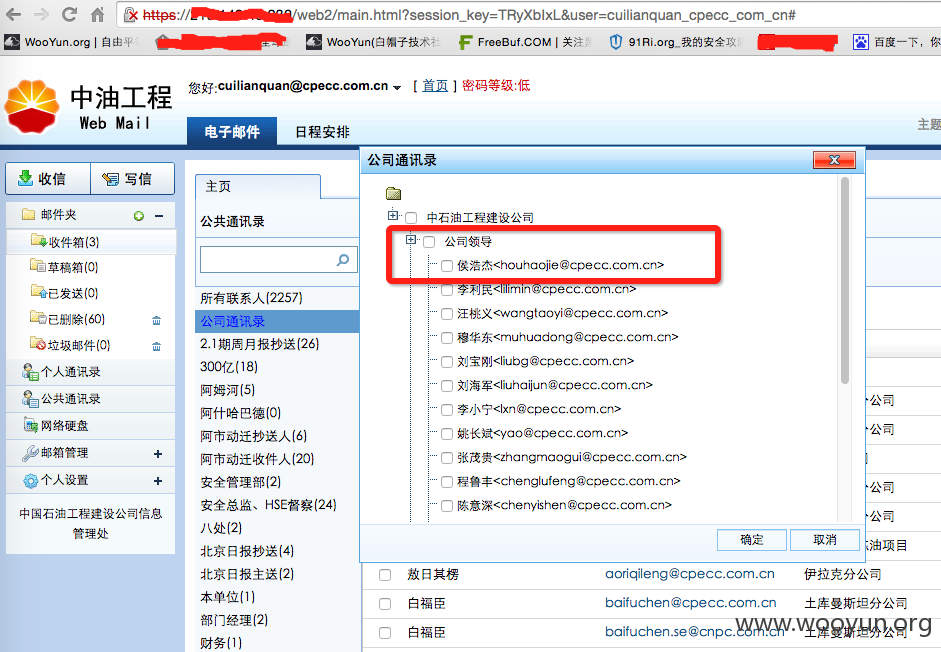 https:/
/web2/main.html?session_key=TRyXbIxL&user=cuilianquan_cpecc_com_cn#
WooYun.org | 自由平
WooYun(白帽子技术社
FreeBuf.COM | 关注
91Ri.org_我的安全攻
百度一下，你
中油工程
Web Mail
您好:cuilianquan@cpecc.com.cn [ 首页 ] 密码等级:低
电子邮件
日程安排
主题
收信
写信
邮件夹
收件箱(3)
草稿箱(0)
已发送(0)
已删除(60)
垃圾邮件(0)
个人通讯录
公共通讯录
网络硬盘
邮箱管理
个人设置
中国石油工程建设公司信息
管理处
主页
公共通讯录
所有联系人(2257)
公司通讯录
2.1期周月报抄送(26)
300亿(18)
阿姆河(5)
阿什哈巴德(0)
阿市动迁抄送人(6)
阿市动迁收件人(20)
安全管理部(2)
安全总监、HSE督察(24)
八处(2)
北京日报抄送(4)
北京日报主送(2)
本单位(1)
部门经理(2)
财务(1)
公司通讯录
中石油工程建设公司
公司领导
侯浩杰<houhaojie@cpecc.com.cn>
李利民<lilimin@cpecc.com.cn>
汪桃义<wangtaoyi@cpecc.com.cn>
穆华东<muhuadong@cpecc.com.cn>
刘宝刚<liubg@cpecc.com.cn>
刘海军<liuhaijun@cpecc.com.cn>
李小宁<lxn@cpecc.com.cn>
姚长斌<yao@cpecc.com.cn>
张茂贵<zhangmaogui@cpecc.com.cn>
程鲁丰<chenglufeng@cpecc.com.cn>
陈意深<chenyishen@cpecc.com.cn>
确定
取消
公司
公司
公司
公司
油项目
敖日其楞 aoriqileng@cpecc.com.cn 伊拉克分公司
白福臣 baifuchen@cpecc.com.cn 土库曼斯坦分公司
白福臣 baifuchen.se@cnpc.com.cn 土库曼斯坦分公司
www.wooyun.org